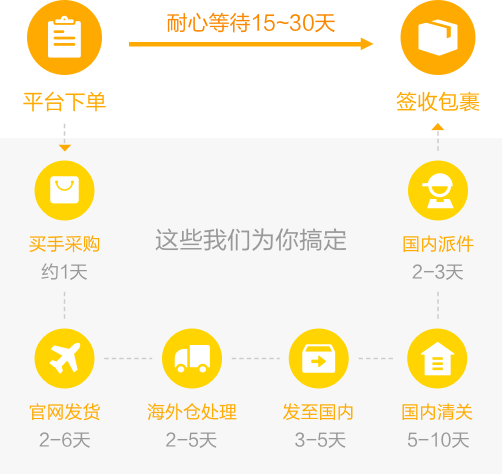 耐心等待15~30天
平台下单
签收包裹
买手采购
约1天
这些我们为你搞定
国内派件
2-3天
官网发货
2-6天
海外仓处理
2-5天
发至国内
3-5天
国内清关
5-10天